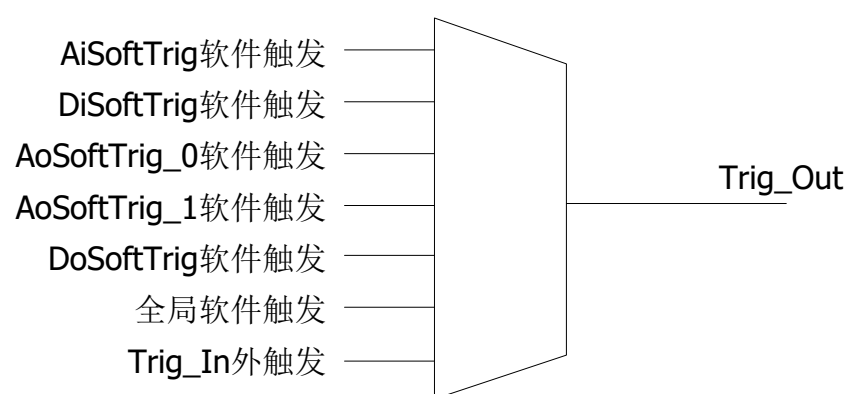 AiSoftTrig软件触发
DiSoftTrig软件触发
AoSoftTrig_0软件触发
AoSoftTrig_1软件触发
DoSoftTrig软件触发
全局软件触发
Trig_In外触发
Trig_Out